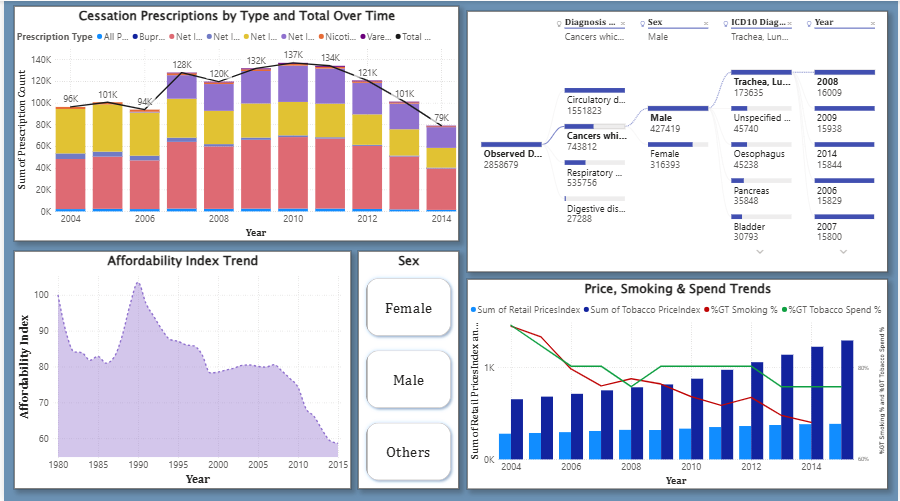 Cessation Prescriptions by Type and Total Over Time
Prescription Type All P... Bupr... Net I... Net I... Net I... Net I... Nicoti... Vare... Total ...
Sum of Prescription Count
140K
120K
100K
80K
60K
40K
20K
0K
96K
101K
94K
128K
120K
132K
137K
134K
121K
101K
79K
2004 2006 2008 2010 2012 2014
Year
Diagnosis ... Sex ICD10 Diag... Year
Cancers whic... Male Trachea, Lun...
Observed D...
2858679
Circulatory d...
1551823
Cancers whi...
743812
Respiratory ...
535756
Digestive dis...
27288
Male
427419
Female
316393
Trachea, Lu...
173635
Unspecified ...
45740
Oesophagus
45238
Pancreas
35848
Bladder
30793
2008
16009
2009
15938
2014
15844
2006
15829
2007
15800
Affordability Index Trend
Affordability Index
100
90
80
70
60
1980 1985 1990 1995 2000 2005 2010 2015
Year
Sex
Female
Male
Others
Price, Smoking & Spend Trends
Sum of Retail PricesIndex Sum of Tobacco PriceIndex %GT Smoking % %GT Tobacco Spend %
Sum of Retail PricesIndex an...
1K
0K
80%
60%
%GT Smoking % and %GT Tobacco Spend %
2004 2006 2008 2010 2012 2014
Year